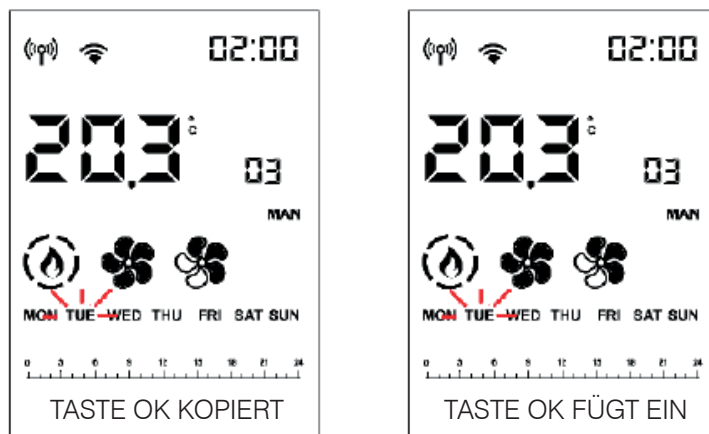 02:00
20,3 °C
03
MAN
MON TUE WED THU FRI SAT SUN
0 3 6 9 12 15 18 21 24
TASTE OK KOPIERT
02:00
20,3 °C
03
MAN
MON TUE WED THU FRI SAT SUN
0 3 6 9 12 15 18 21 24
TASTE OK FÜGT EIN